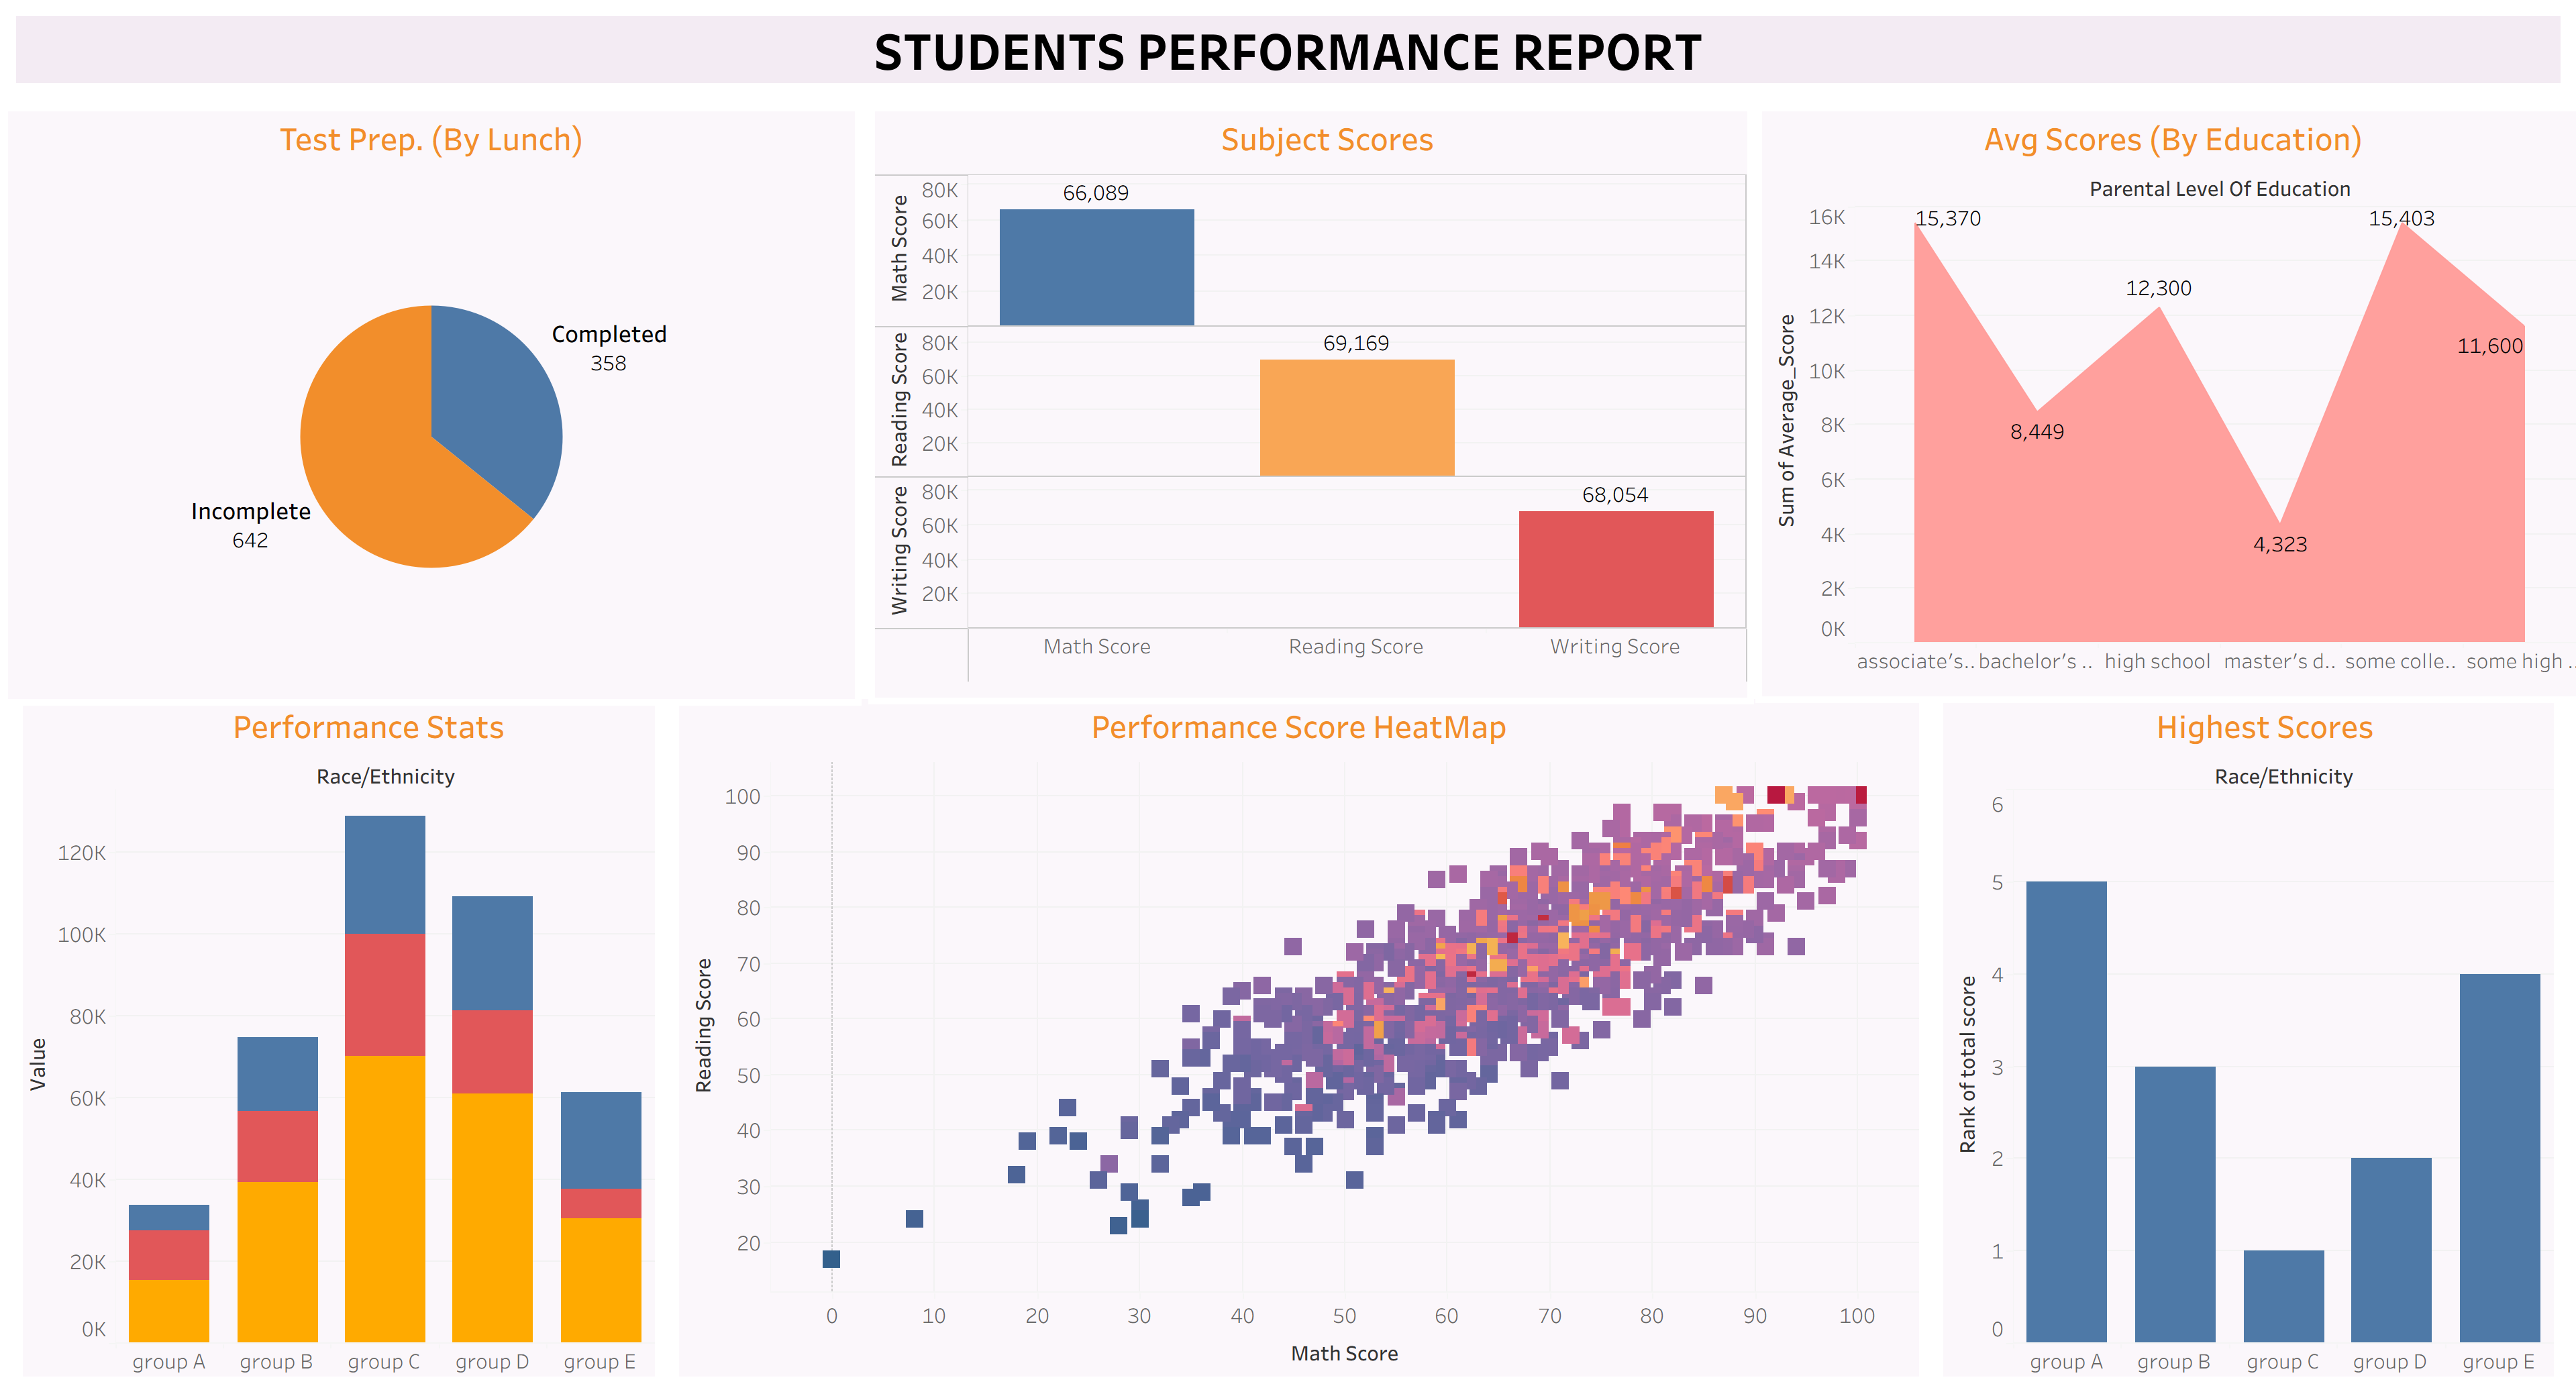 STUDENTS PERFORMANCE REPORT
Test Prep. (By Lunch)
Completed
358
Incomplete
642
Subject Scores
Math Score
80K
60K
40K
20K
66,089
Reading Score
80K
60K
40K
20K
69,169
Writing Score
80K
60K
40K
20K
68,054
Math Score Reading Score Writing Score
Avg Scores (By Education)
Parental Level Of Education
Sum of Average_Score
16K
14K
12K
10K
8K
6K
4K
2K
0K
15,370
8,449
12,300
4,323
15,403
11,600
associate's.. bachelor's .. high school master's d.. some colle.. some high ..
Performance Stats
Race/Ethnicity
Value
120K
100K
80K
60K
40K
20K
0K
group A group B group C group D group E
Performance Score HeatMap
Reading Score
100
90
80
70
60
50
40
30
20
0 10 20 30 40 50 60 70 80 90 100
Math Score
Highest Scores
Race/Ethnicity
Rank of total score
6
5
4
3
2
1
0
group A group B group C group D group E